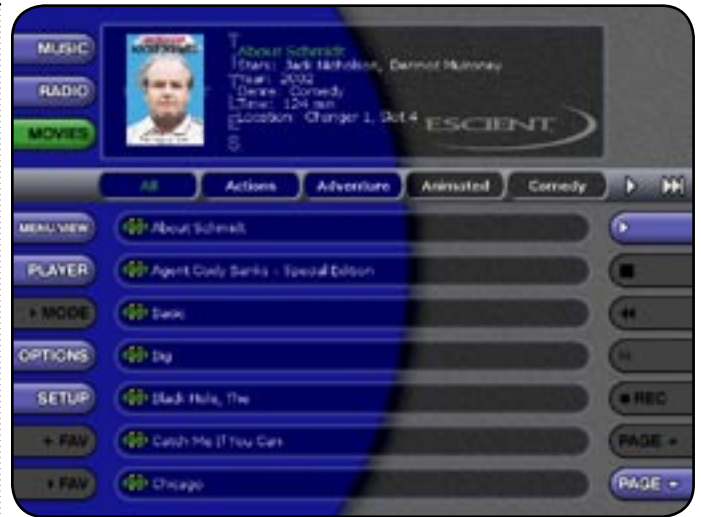 MUSIC
RADIO
MOVIES
TITLES
About Schmidt
Stars: Jack Nicholson, Dermot Mulroney
Year: 2002
Genre: Comedy
Time: 124 min
Location: Changer 1, Slot 4
ESCIENT
All
Actions
Adventure
Animated
Comedy
MENU/VIEW
About Schmidt
PLAYER
Agent Cody Banks - Special Edition
MODE
Basic
OPTIONS
Big
SETUP
Black Hole, The
REC
+ FAV
Catch Me If You Can
PAGE
FAV
Chicago
PAGE